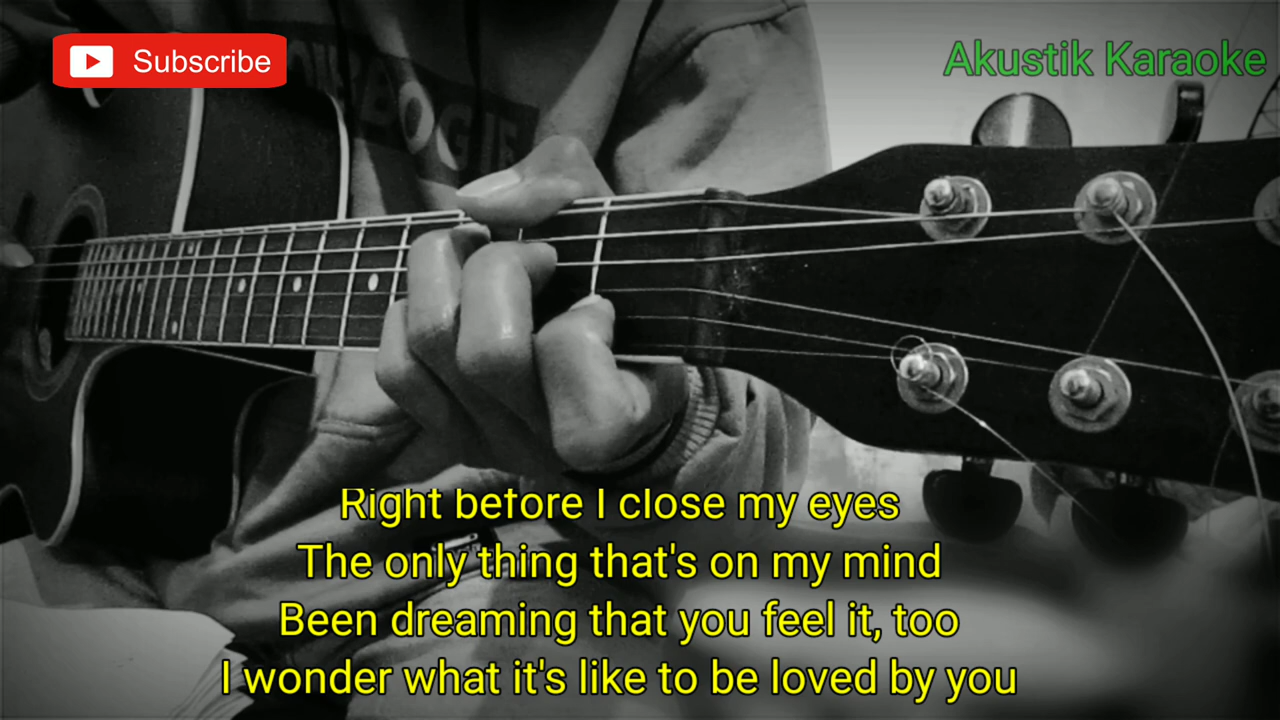 Subscribe
Akustik Karaoke
Right before I close my eyes
The only thing that's on my mind
Been dreaming that you feel it, too
I wonder what it's like to be loved by you